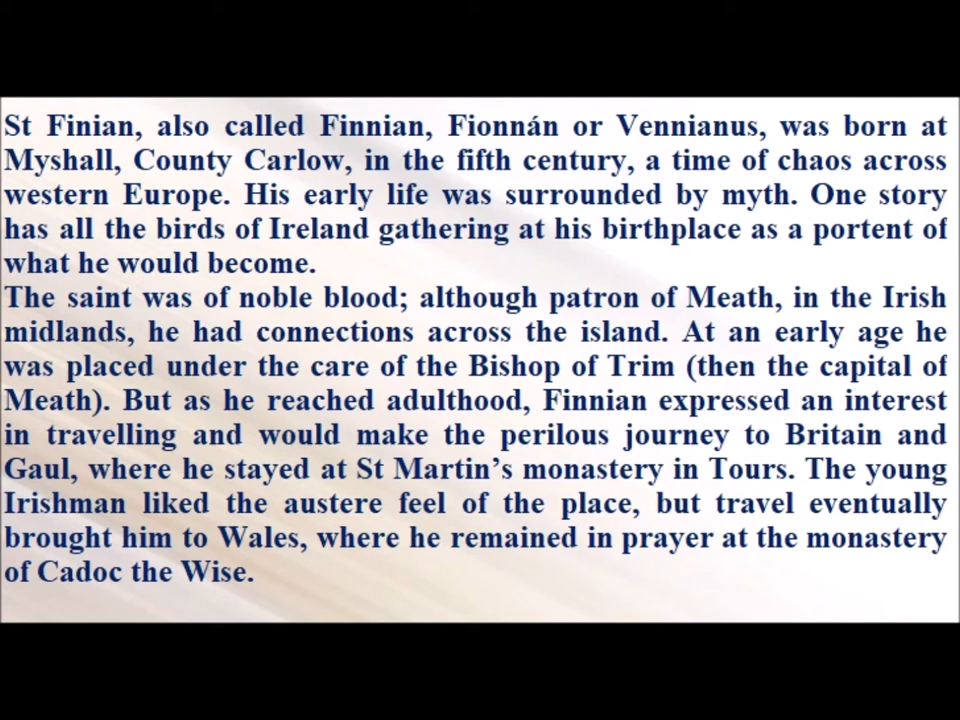 St Finian, also called Finnian, Fionnán or Vennianus, was born at
Myshall, County Carlow, in the fifth century, a time of chaos across
western Europe. His early life was surrounded by myth. One story
has all the birds of Ireland gathering at his birthplace as a portent of
what he would become.
The saint was of noble blood; although patron of Meath, in the Irish
midlands, he had connections across the island. At an early age he
was placed under the care of the Bishop of Trim (then the capital of
Meath). But as he reached adulthood, Finnian expressed an interest
in travelling and would make the perilous journey to Britain and
Gaul, where he stayed at St Martin’s monastery in Tours. The young
Irishman liked the austere feel of the place, but travel eventually
brought him to Wales, where he remained in prayer at the monastery
of Cadoc the Wise.